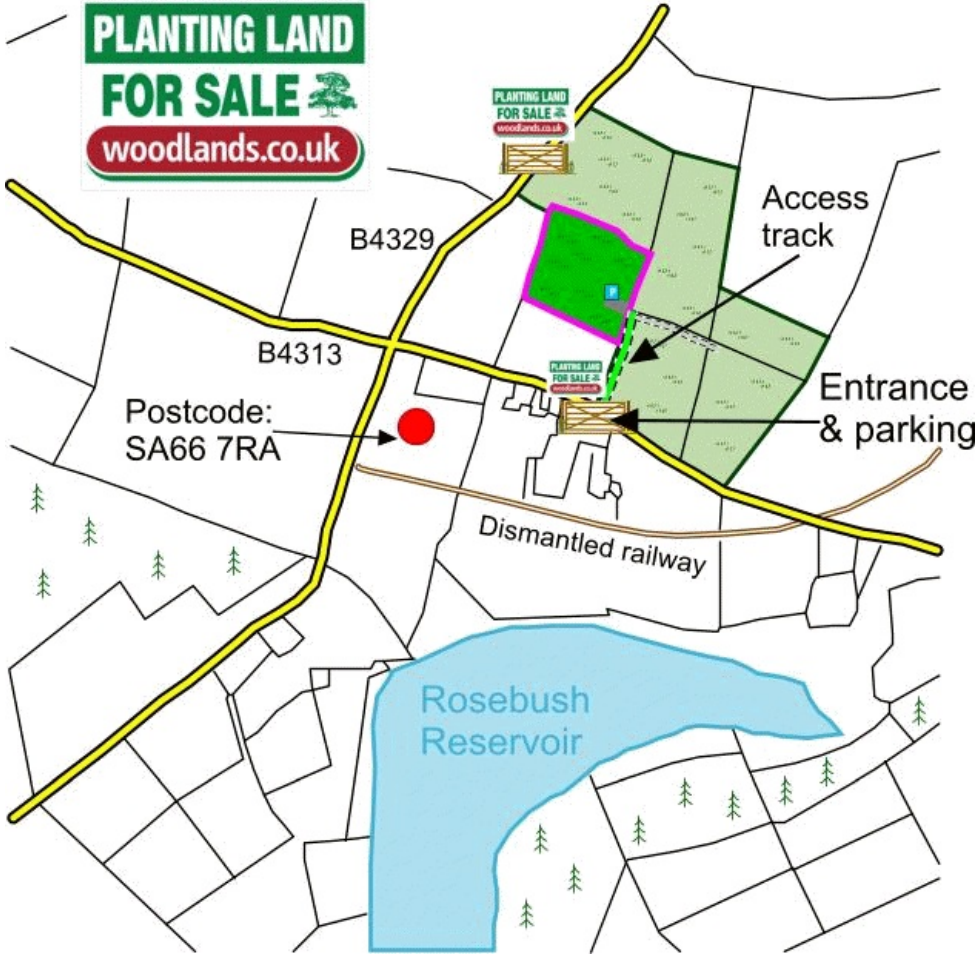 PLANTING LAND
FOR SALE
woodlands.co.uk
PLANTING LAND
FOR SALE
woodlands.co.uk
Access
track
B4329
P
B4313
PLANTING LAND
FOR SALE
woodlands.co.uk
Entrance
& parking
Postcode:
SA66 7RA
Dismantled railway
Rosebush
Reservoir